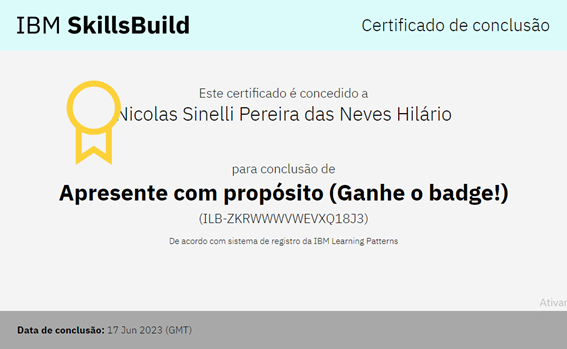 IBM SkillsBuild
Certificado de conclusão
Este certificado é concedido a
Nicolas Sinelli Pereira das Neves Hilário
para conclusão de
Apresente com propósito (Ganhe o badge!)
(ILB-ZKRWWWVWEVXQ18J3)
De acordo com sistema de registro da IBM Learning Patterns
Ativar
Data de conclusão: 17 Jun 2023 (GMT)